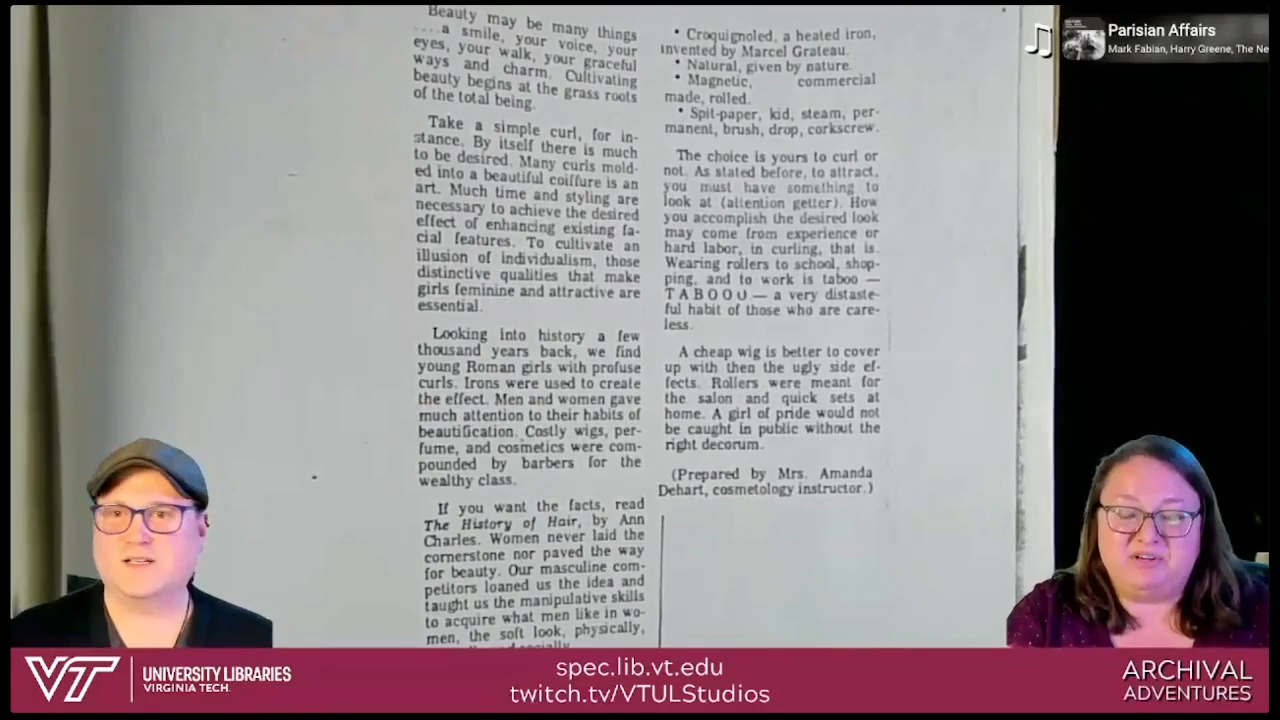 Beauty may be many things
....a smile, your voice, your
eyes, your walk, your graceful
ways and charm. Cultivating
beauty begins at the grass roots
of the total being.
Take a simple curl, for in-
stance. By itself there is much
to be desired. Many curls mold-
ed into a beautiful coiffure is an
art. Much time and styling are
necessary to achieve the desired
effect of enhancing existing fa-
cial features. To cultivate an
illusion of individualism, those
distinctive qualities that make
girls feminine and attractive are
essential.
Looking into history a few
thousand years back, we find
young Roman girls with profuse
curls. Irons were used to create
the effect. Men and women gave
much attention to their habits of
beautification. Costly wigs, per-
fume, and cosmetics were com-
pounded by barbers for the
wealthy class.
If you want the facts, read
The History of Hair, by Ann
Charles. Women never laid the
cornerstone nor paved the way
for beauty. Our masculine com-
petitors loaned us the idea and
taught us the manipulative skills
to acquire what men like in wo-
men, the soft look, physically,
• Croquignoled, a heated iron,
invented by Marcel Grateau.
• Natural, given by nature.
• Magnetic, commercial
made, rolled.
• Spit-paper, kid, steam, per-
manent, brush, drop, corkscrew.
The choice is yours to curl or
not. As stated before, to attract,
you must have something to
look at (attention getter). How
you accomplish the desired look
may come from experience or
hard labor, in curling, that is.
Wearing rollers to school, shop-
ping, and to work is taboo —
TABOOU — a very distaste-
ful habit of those who are care-
less.
A cheap wig is better to cover
up with then the ugly side ef-
fects. Rollers were meant for
the salon and quick sets at
home. A girl of pride would not
be caught in public without the
right decorum.
(Prepared by Mrs. Amanda
Dehart, cosmetology instructor.)
Parisian Affairs
Mark Fabian, Harry Greene, The Ne
VT UNIVERSITY LIBRARIES
VIRGINIA TECH.
spec.lib.vt.edu
twitch.tv/VTULStudios
ARCHIVAL
ADVENTURES